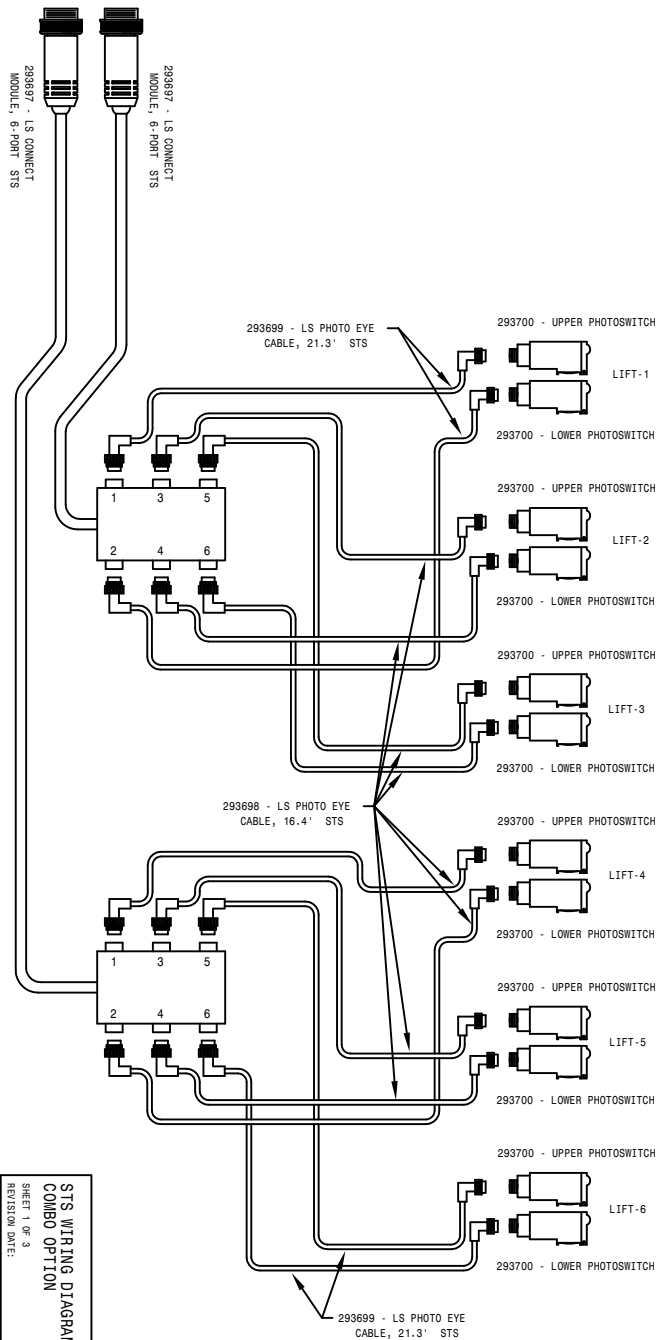 293697 - LS CONNECT
MODULE, 6-PORT STS
293697 - LS CONNECT
MODULE, 6-PORT STS
293699 - LS PHOTO EYE
CABLE, 21.3' STS
293700 - UPPER PHOTOSWITCH
LIFT-1
293700 - LOWER PHOTOSWITCH
293700 - UPPER PHOTOSWITCH
LIFT-2
293700 - LOWER PHOTOSWITCH
293700 - UPPER PHOTOSWITCH
LIFT-3
293700 - LOWER PHOTOSWITCH
1 3 5
2 4 6
293698 - LS PHOTO EYE
CABLE, 16.4' STS
293700 - UPPER PHOTOSWITCH
LIFT-4
293700 - LOWER PHOTOSWITCH
293700 - UPPER PHOTOSWITCH
LIFT-5
293700 - LOWER PHOTOSWITCH
1 3 5
2 4 6
293700 - UPPER PHOTOSWITCH
LIFT-6
293700 - LOWER PHOTOSWITCH
293699 - LS PHOTO EYE
CABLE, 21.3' STS
STS WIRING DIAGRAM
COMBO OPTION
SHEET 1 OF 3
REVISION DATE: